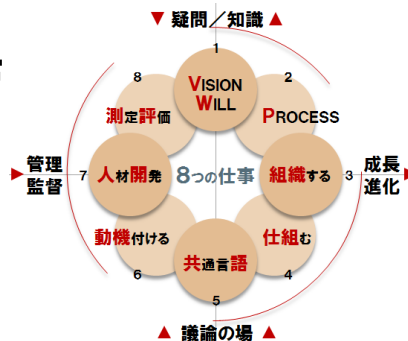 ▼ 疑問／知識 ▲
1
VISION
WILL
2
PROCESS
3
組織する
成長
進化
4
仕組む
5
共通言語
6
動機付ける
7
人材開発
管理
監督
8
測定評価
8つの仕事
▲ 議論の場 ▲